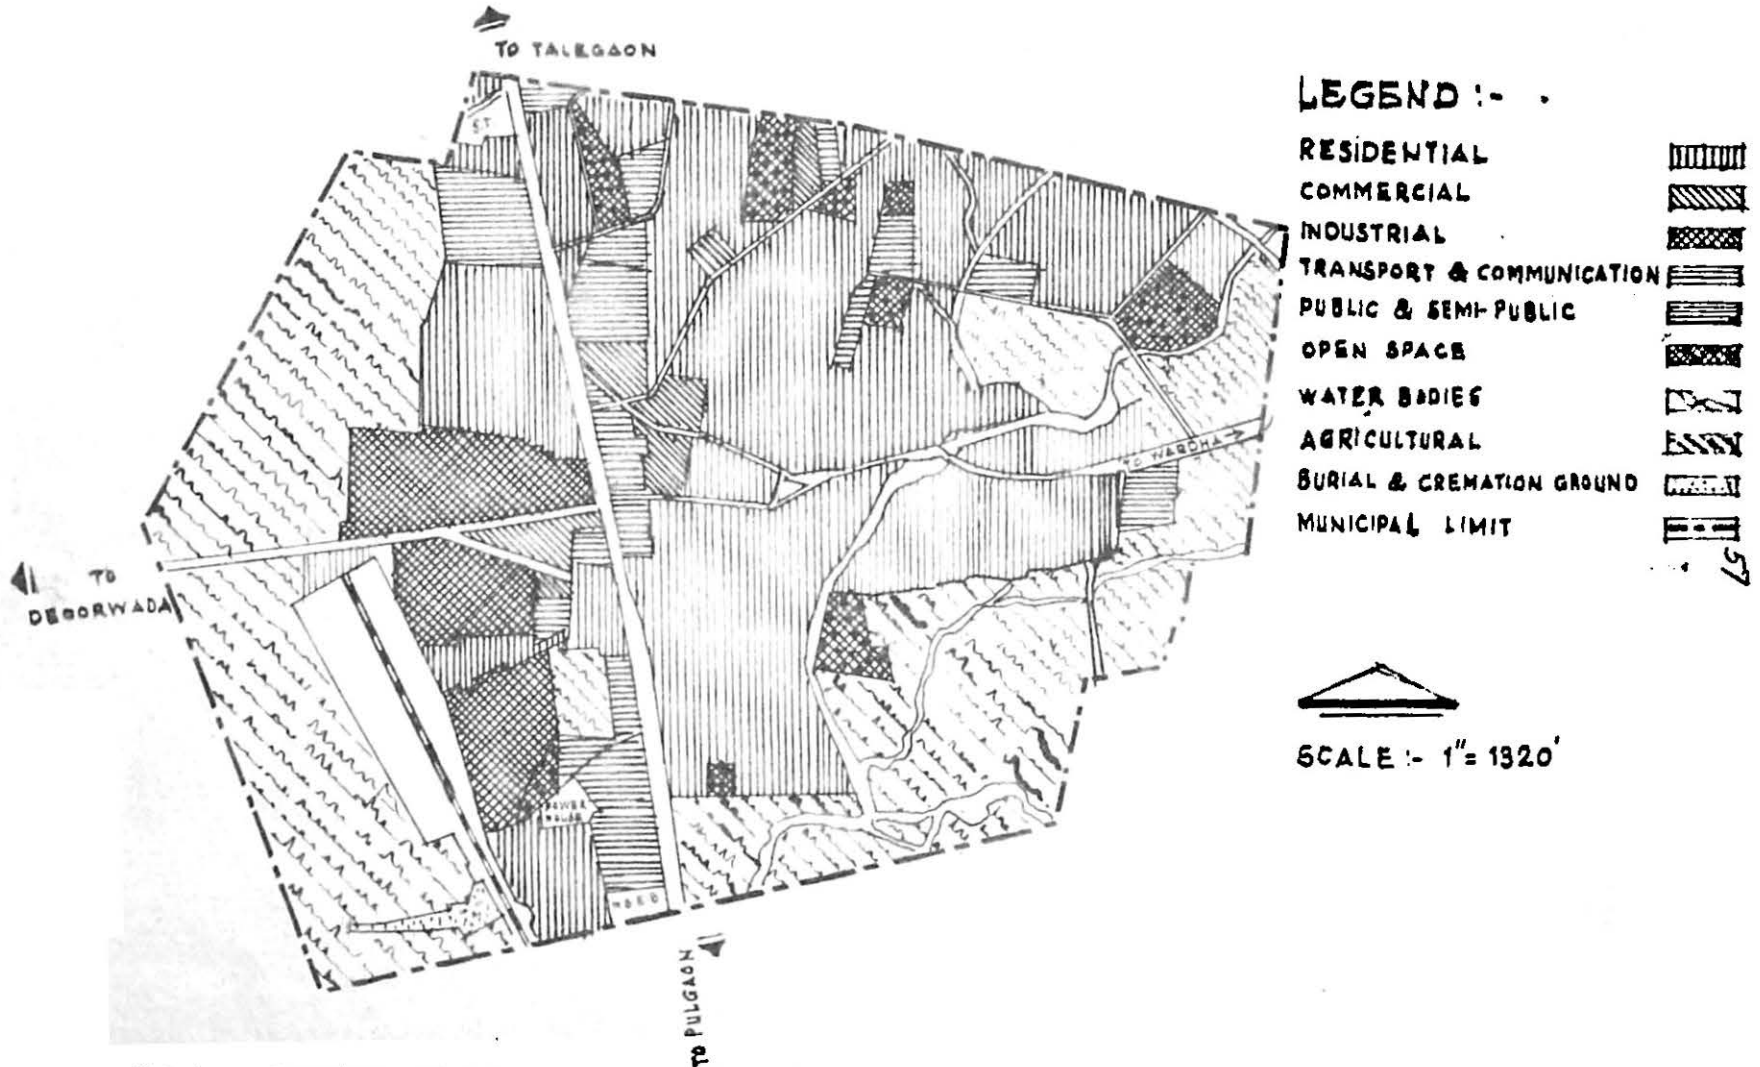 TO TALEGAON
S.T.
TO
DEOORWADA
POWER
HOUSE
M.S.E.B
TO WARDHA →
TO PULGAON
LEGEND :-
RESIDENTIAL
COMMERCIAL
INDUSTRIAL
TRANSPORT & COMMUNICATION
PUBLIC & SEMI-PUBLIC
OPEN SPACE
WATER BODIES
AGRICULTURAL
BURIAL & CREMATION GROUND
MUNICIPAL LIMIT
57
SCALE :- 1"= 1320'